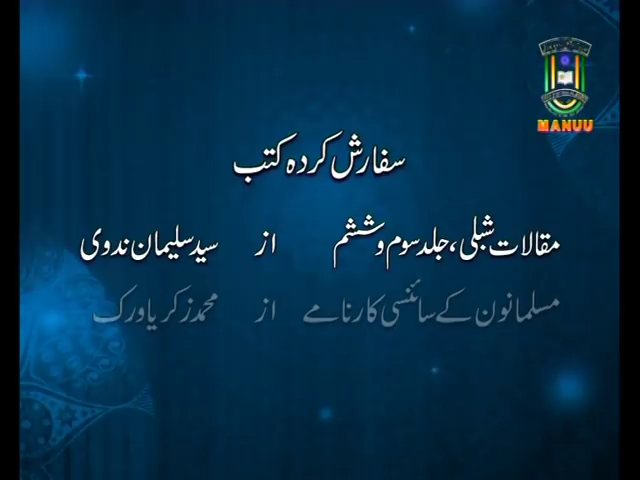 MANUU
سفارش کردہ کتب
مقالات شبلی، جلد سوم و ششم از سید سلیمان ندوی
مسلمانوں کے سائنسی کارنامے از محمد زکریا ورک